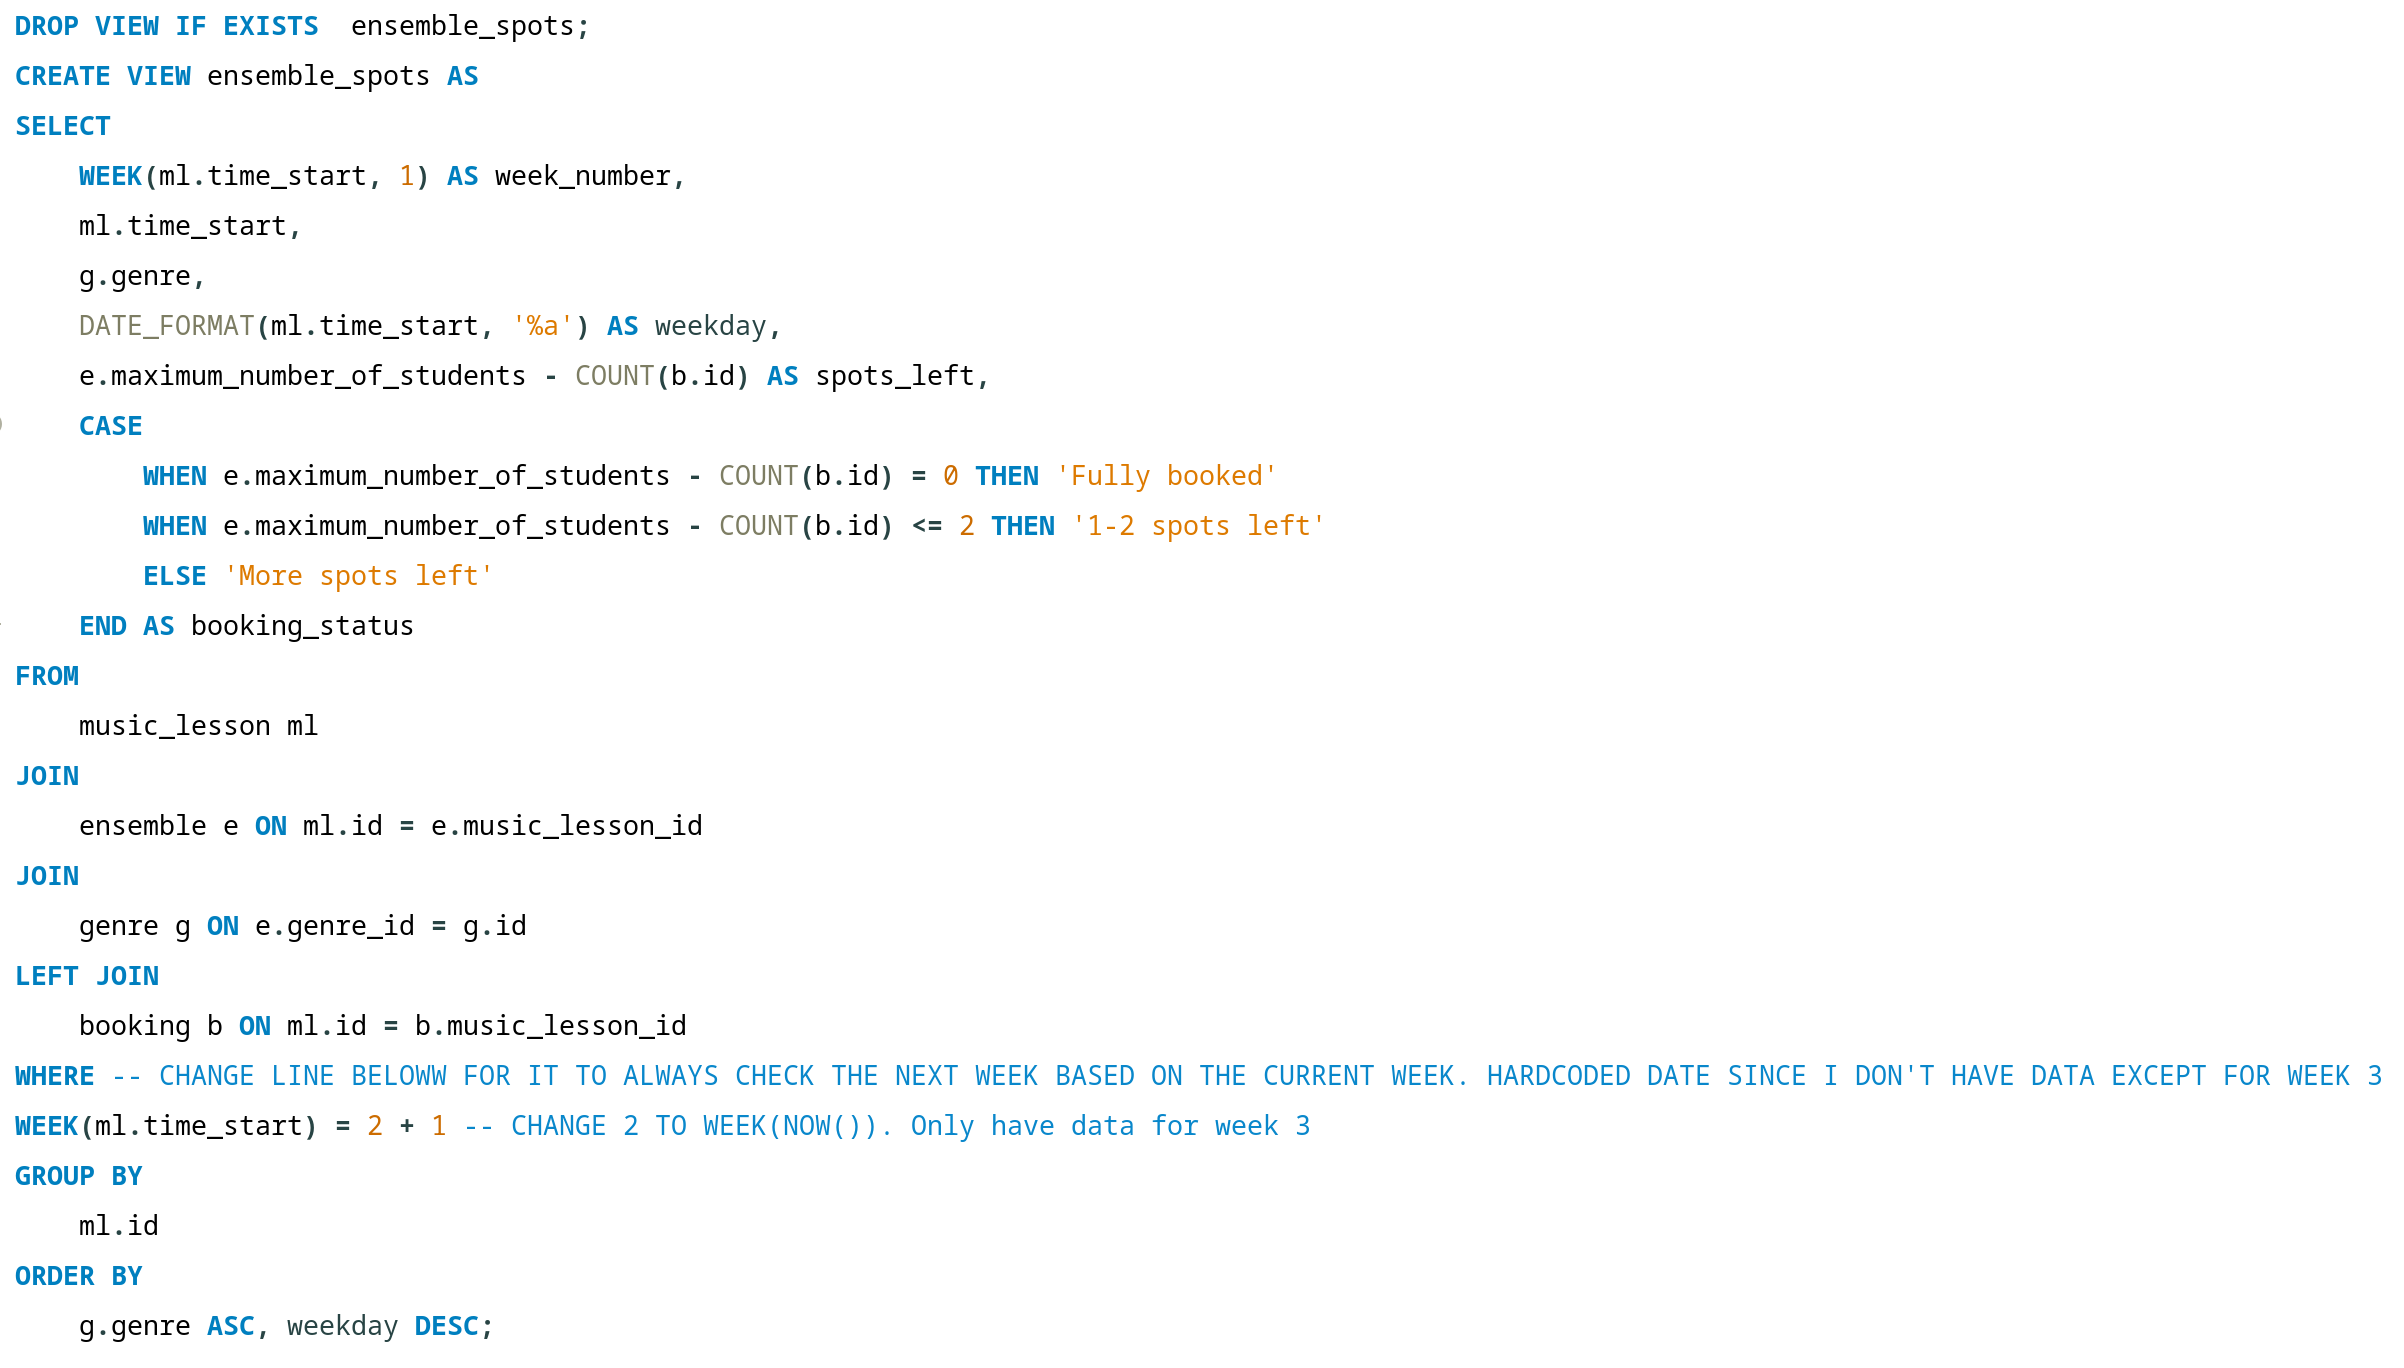 DROP VIEW IF EXISTS  ensemble_spots;
CREATE VIEW ensemble_spots AS
SELECT
    WEEK(ml.time_start, 1) AS week_number,
    ml.time_start,
    g.genre,
    DATE_FORMAT(ml.time_start, '%a') AS weekday,
    e.maximum_number_of_students - COUNT(b.id) AS spots_left,
    CASE
        WHEN e.maximum_number_of_students - COUNT(b.id) = 0 THEN 'Fully booked'
        WHEN e.maximum_number_of_students - COUNT(b.id) <= 2 THEN '1-2 spots left'
        ELSE 'More spots left'
    END AS booking_status
FROM
    music_lesson ml
JOIN
    ensemble e ON ml.id = e.music_lesson_id
JOIN
    genre g ON e.genre_id = g.id
LEFT JOIN
    booking b ON ml.id = b.music_lesson_id
WHERE -- CHANGE LINE BELOWW FOR IT TO ALWAYS CHECK THE NEXT WEEK BASED ON THE CURRENT WEEK. HARDCODED DATE SINCE I DON'T HAVE DATA EXCEPT FOR WEEK 3
WEEK(ml.time_start) = 2 + 1 -- CHANGE 2 TO WEEK(NOW()). Only have data for week 3
GROUP BY
    ml.id
ORDER BY
    g.genre ASC, weekday DESC;